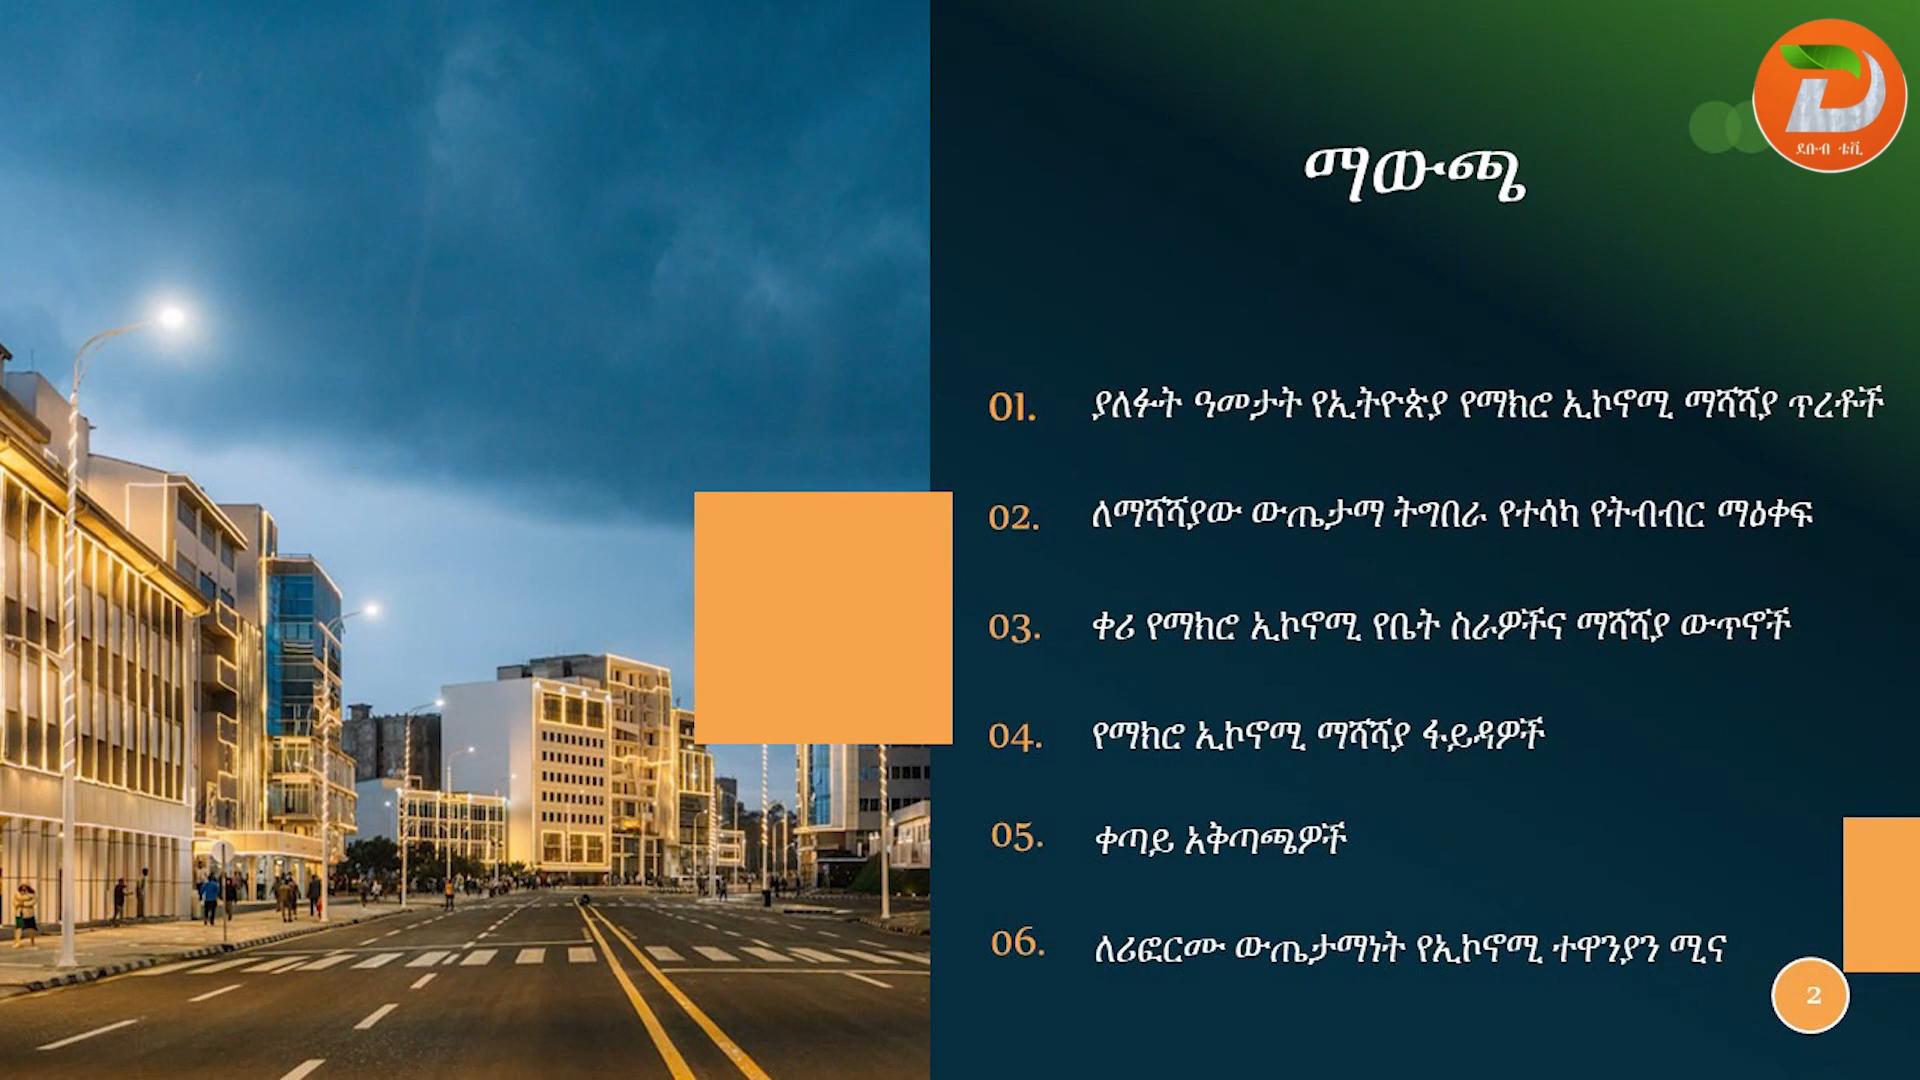 ደቡብ ቴቪ
ማውጫ
01. ያለፉት ዓመታት የኢትዮጵያ የማክሮ ኢኮኖሚ ማሻሻያ ጥረቶች
02. ለማሻሻያው ውጤታማ ትግበራ የተሳካ የትብብር ማዕቀፍ
03. ቀሪ የማክሮ ኢኮኖሚ የቤት ስራዎችና ማሻሻያ ውጥኖች
04. የማክሮ ኢኮኖሚ ማሻሻያ ፋይዳዎች
05. ቀጣይ አቅጣጫዎች
06. ለሪፎርሙ ውጤታማነት የኢኮኖሚ ተዋንያን ሚና
2